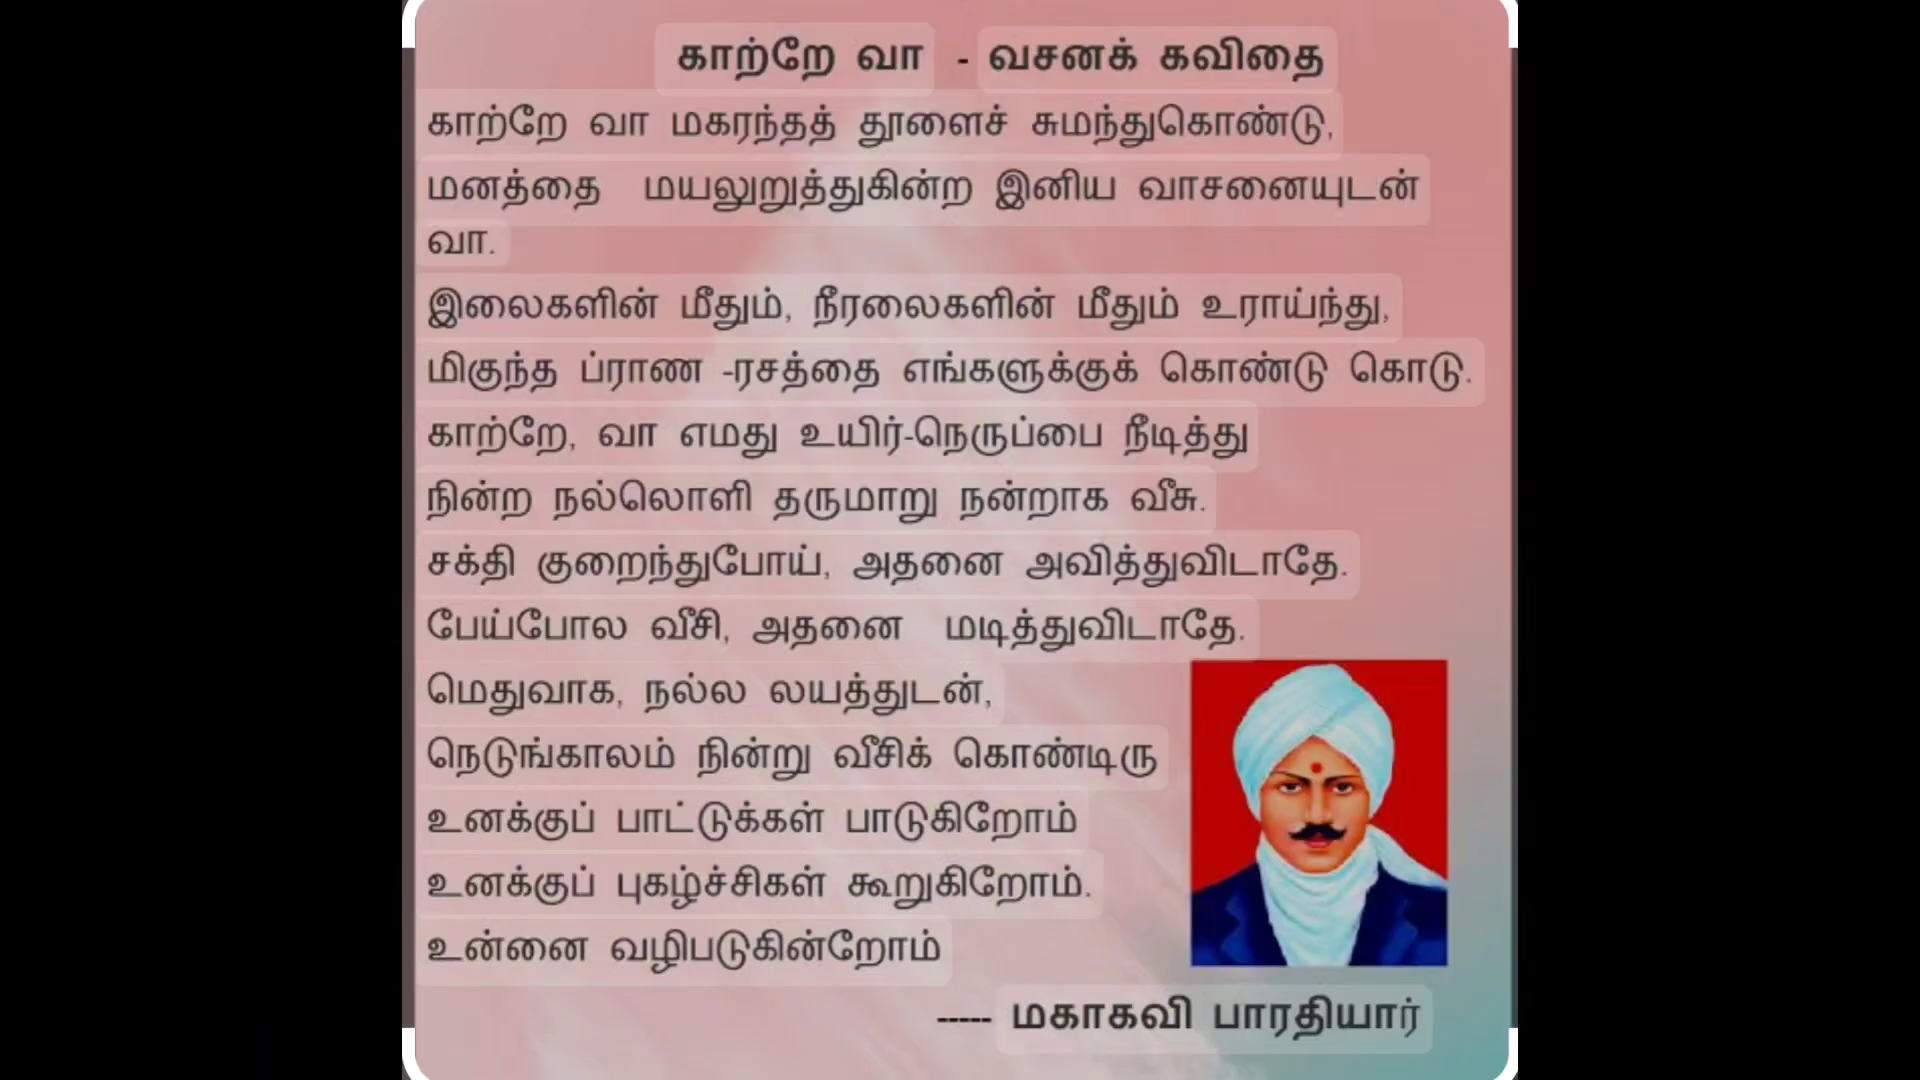 காற்றே வா - வசனக் கவிதை
காற்றே வா மகரந்தத் தூளைச் சுமந்துகொண்டு,
மனத்தை மயலுறுத்துகின்ற இனிய வாசனையுடன்
வா.
இலைகளின் மீதும், நீரலைகளின் மீதும் உராய்ந்து,
மிகுந்த ப்ராண -ரசத்தை எங்களுக்குக் கொண்டு கொடு.
காற்றே, வா எமது உயிர்-நெருப்பை நீடித்து
நின்ற நல்லொளி தருமாறு நன்றாக வீசு.
சக்தி குறைந்துபோய், அதனை அவித்துவிடாதே.
பேய்போல வீசி, அதனை மடித்துவிடாதே.
மெதுவாக, நல்ல லயத்துடன்,
நெடுங்காலம் நின்று வீசிக் கொண்டிரு
உனக்குப் பாட்டுக்கள் பாடுகிறோம்
உனக்குப் புகழ்ச்சிகள் கூறுகிறோம்.
உன்னை வழிபடுகின்றோம்
----- மகாகவி பாரதியார்